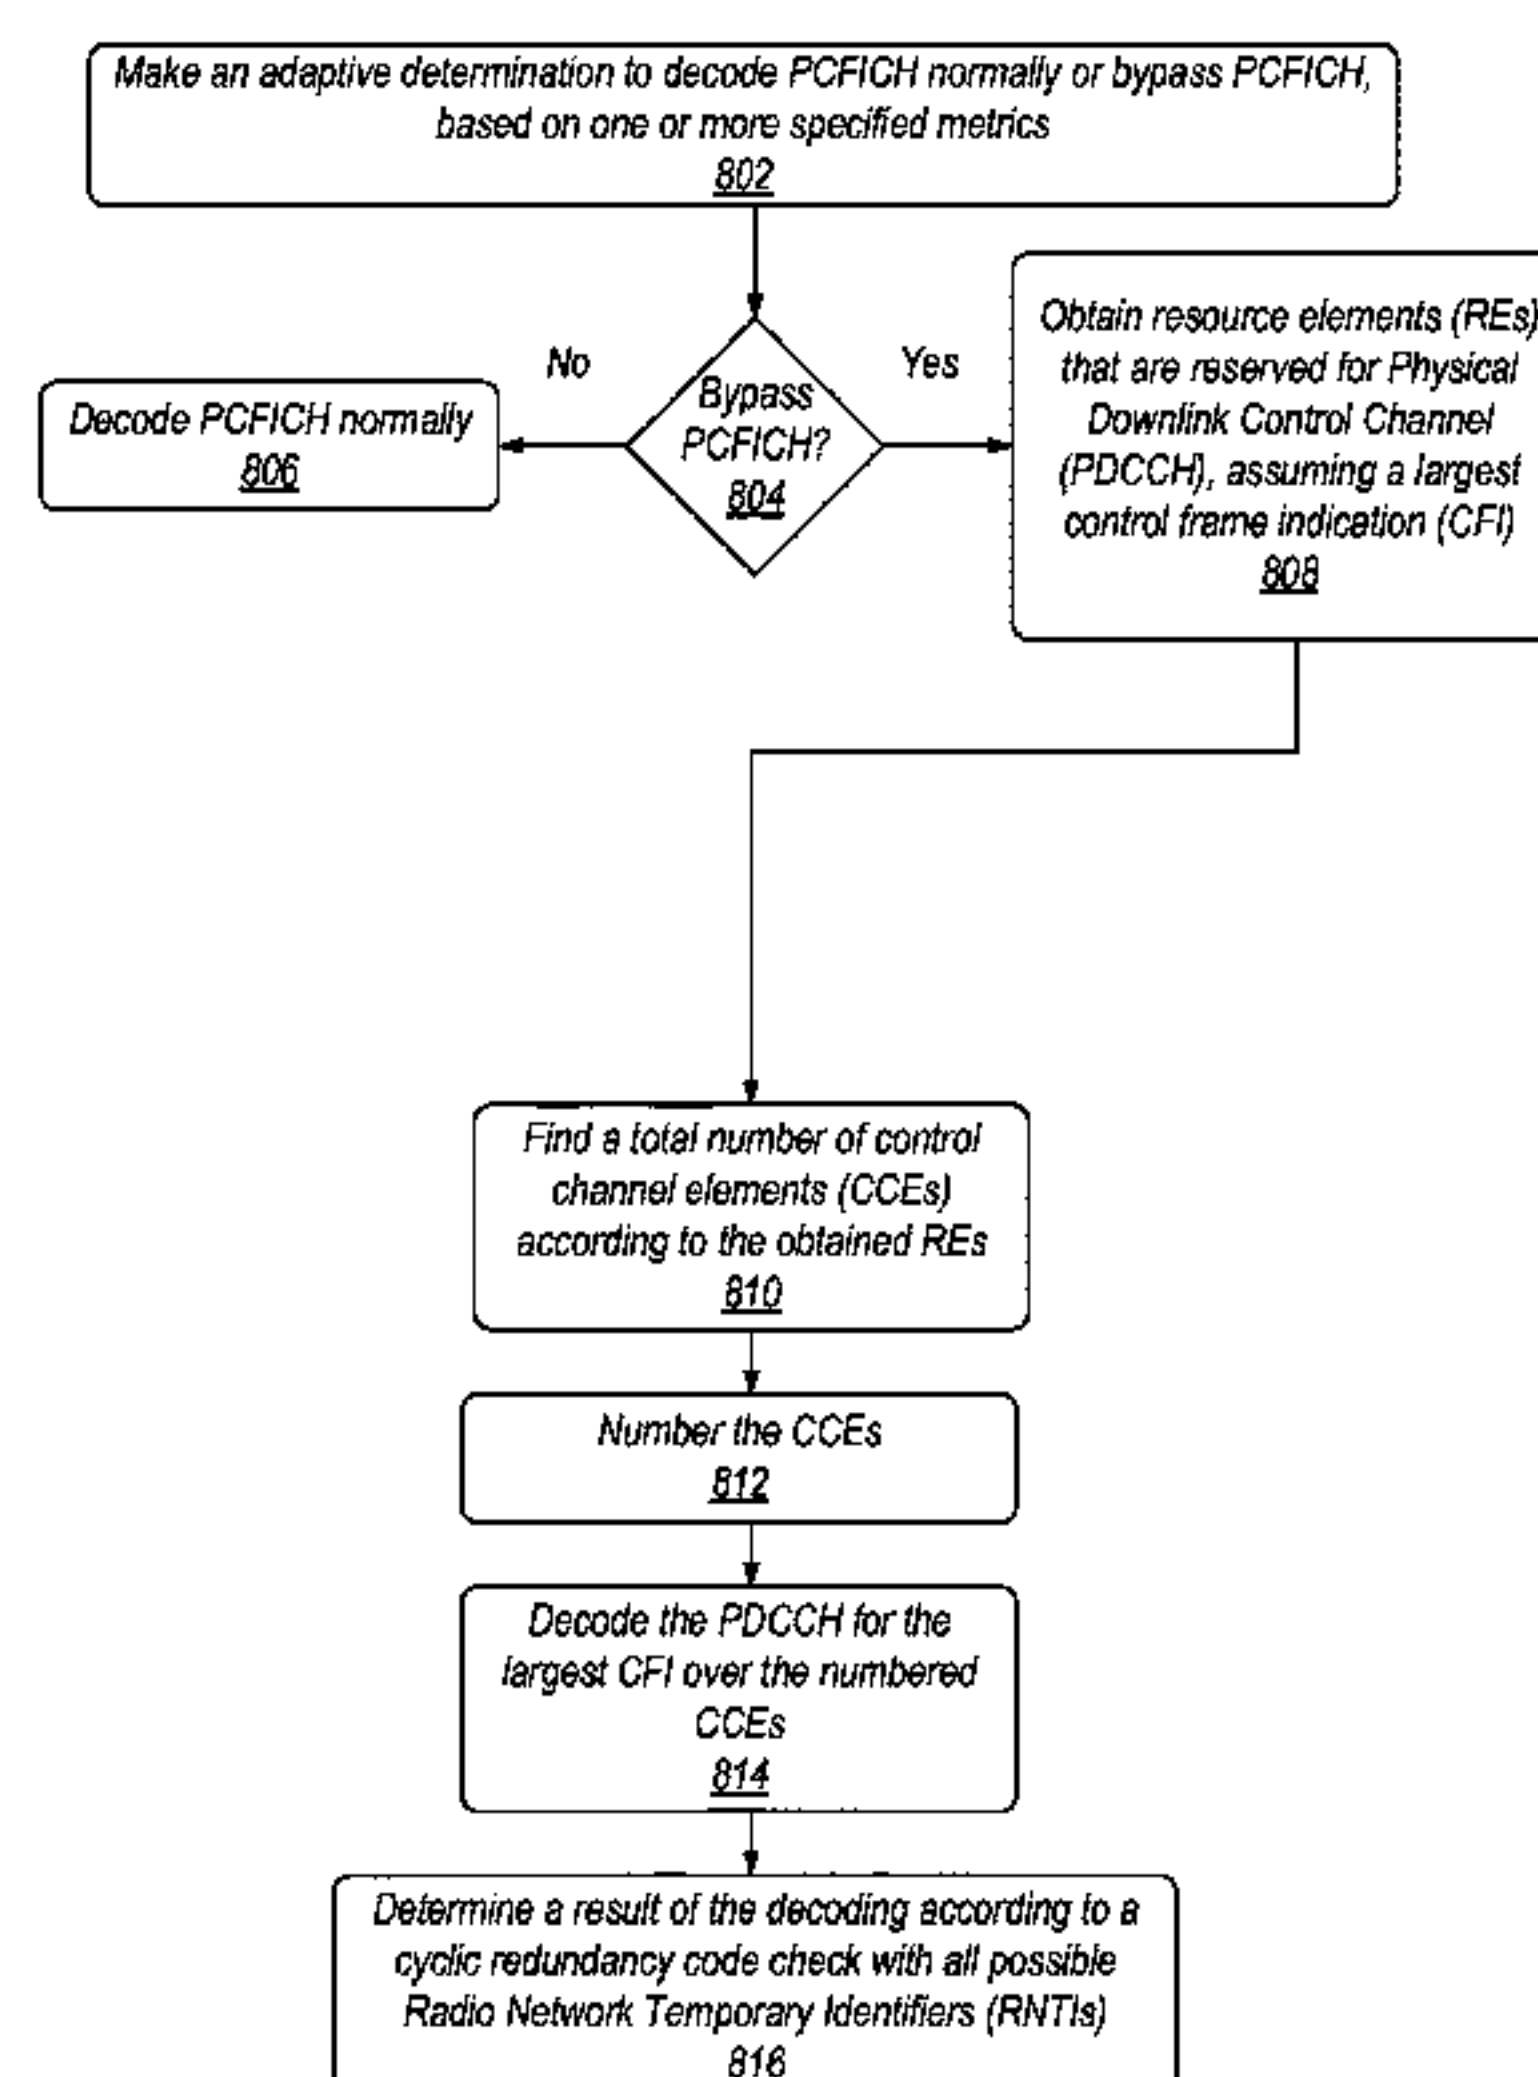 Make an adaptive determination to decode PCFICH normally or bypass PCFICH,
based on one or more specified metrics
802
No
Yes
Bypass
PCFICH?
804
Decode PCFICH normally
806
Obtain resource elements (REs)
that are reserved for Physical
Downlink Control Channel
(PDCCH), assuming a largest
control frame indication (CFI)
808
Find a total number of control
channel elements (CCEs)
according to the obtained REs
810
Number the CCEs
812
Decode the PDCCH for the
largest CFI over the numbered
CCEs
814
Determine a result of the decoding according to a
cyclic redundancy code check with all possible
Radio Network Temporary Identifiers (RNTIs)
816